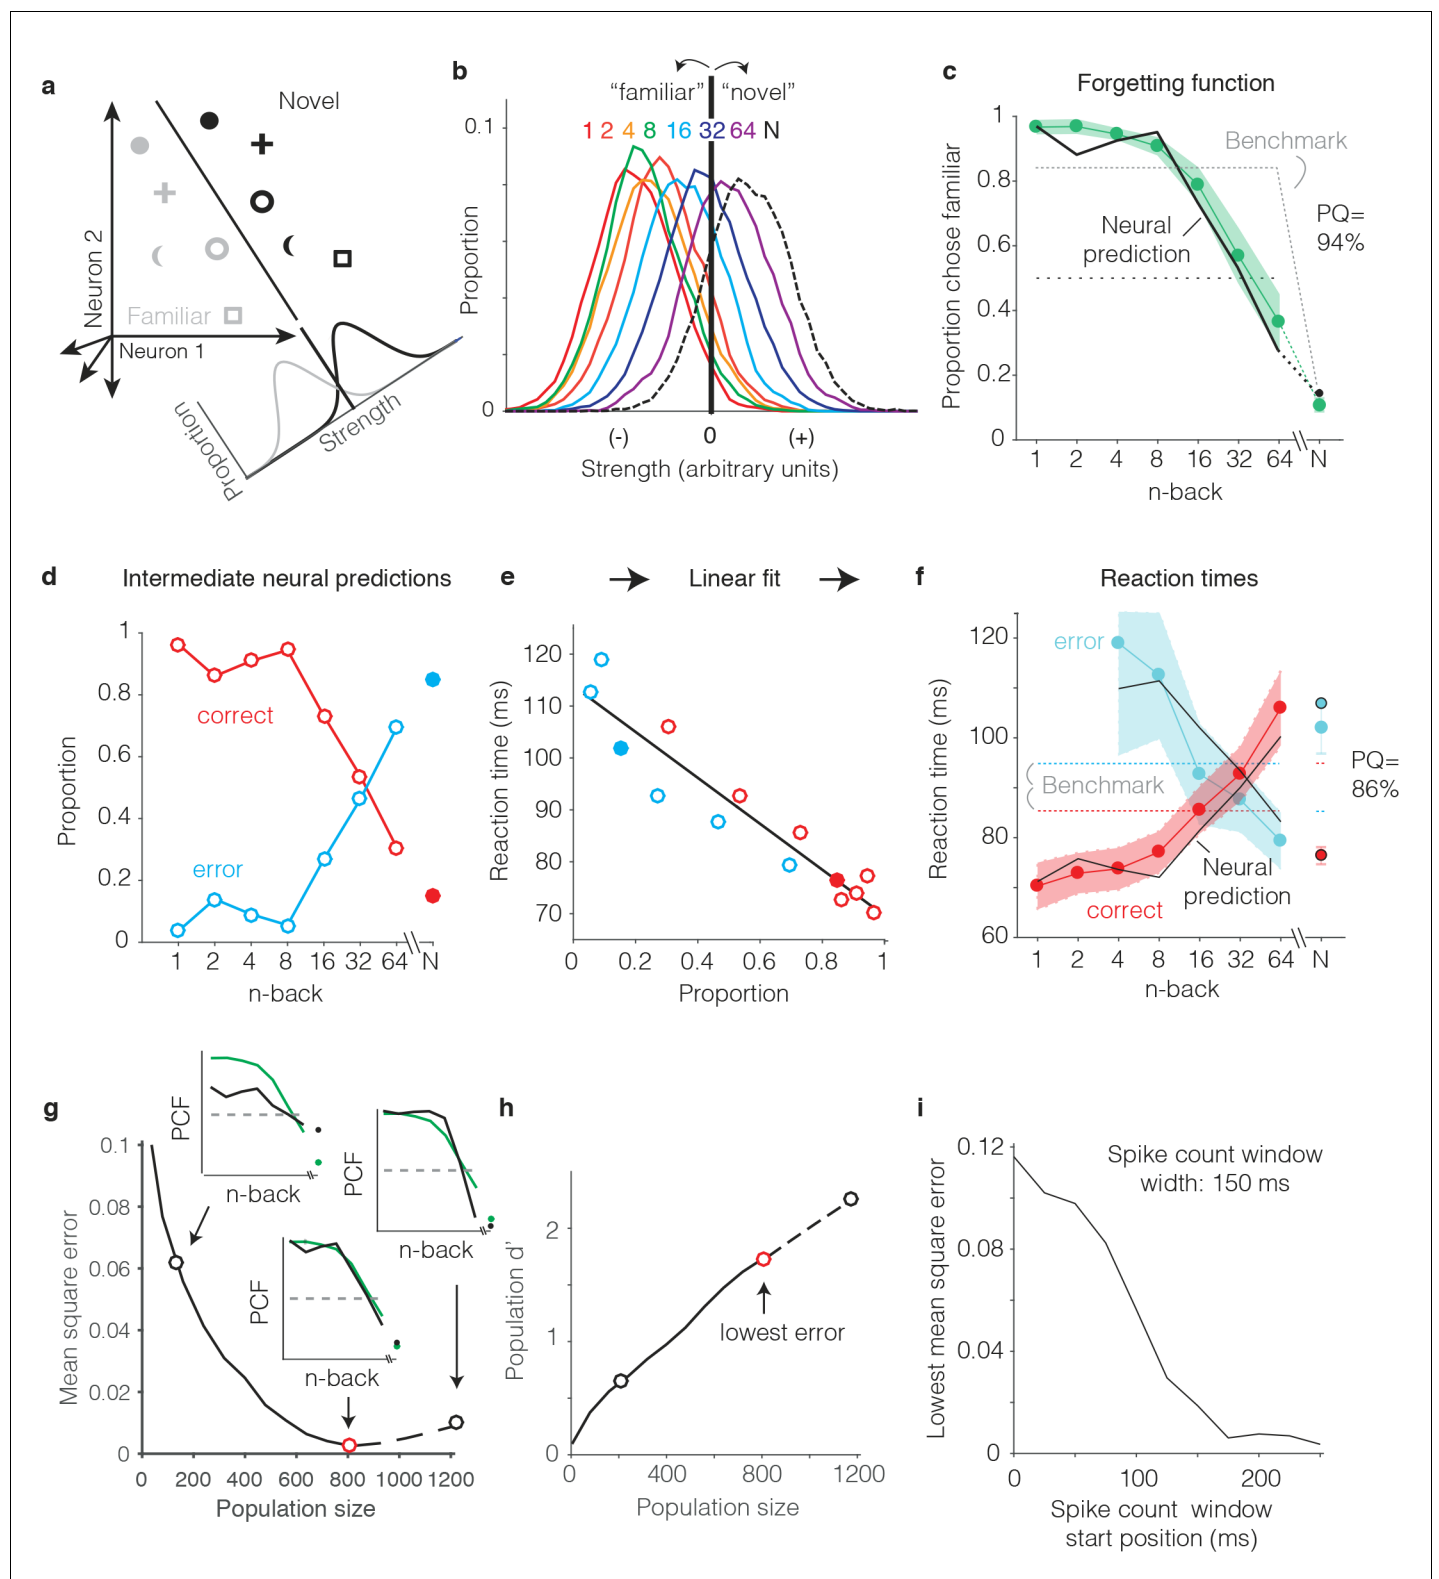 a
Novel
Neuron 2
Familiar
Neuron 1
Proportion
Strength
b
“familiar” “novel”
1 2 4 8 16 32 64 N
0.1
0
Proportion
(-) 0 (+)
Strength (arbitrary units)
c
Forgetting function
Proportion chose familiar
1
0.8
0.6
0.4
0.2
0
Benchmark
Neural
prediction
PQ=
94%
1 2 4 8 16 32 64 N
n-back
d
Intermediate neural predictions
Proportion
1
0.8
0.6
0.4
0.2
0
correct
error
1 2 4 8 16 32 64 N
n-back
e
Linear fit
Reaction time (ms)
120
110
100
90
80
70
0 0.2 0.4 0.6 0.8 1
Proportion
f
Reaction times
Reaction time (ms)
120
100
80
60
error
Benchmark
Neural
prediction
correct
PQ=
86%
1 2 4 8 16 32 64 N
n-back
g
Mean square error
0.1
0.08
0.06
0.04
0.02
0
PCF
n-back
PCF
n-back
PCF
n-back
0 200 400 600 800 1000 1200
Population size
h
Population d’
2
1
0
lowest error
0 400 800 1200
Population size
i
Lowest mean square error
0.12
0.08
0.04
0
Spike count window
width: 150 ms
0 100 200
Spike count window
start position (ms)